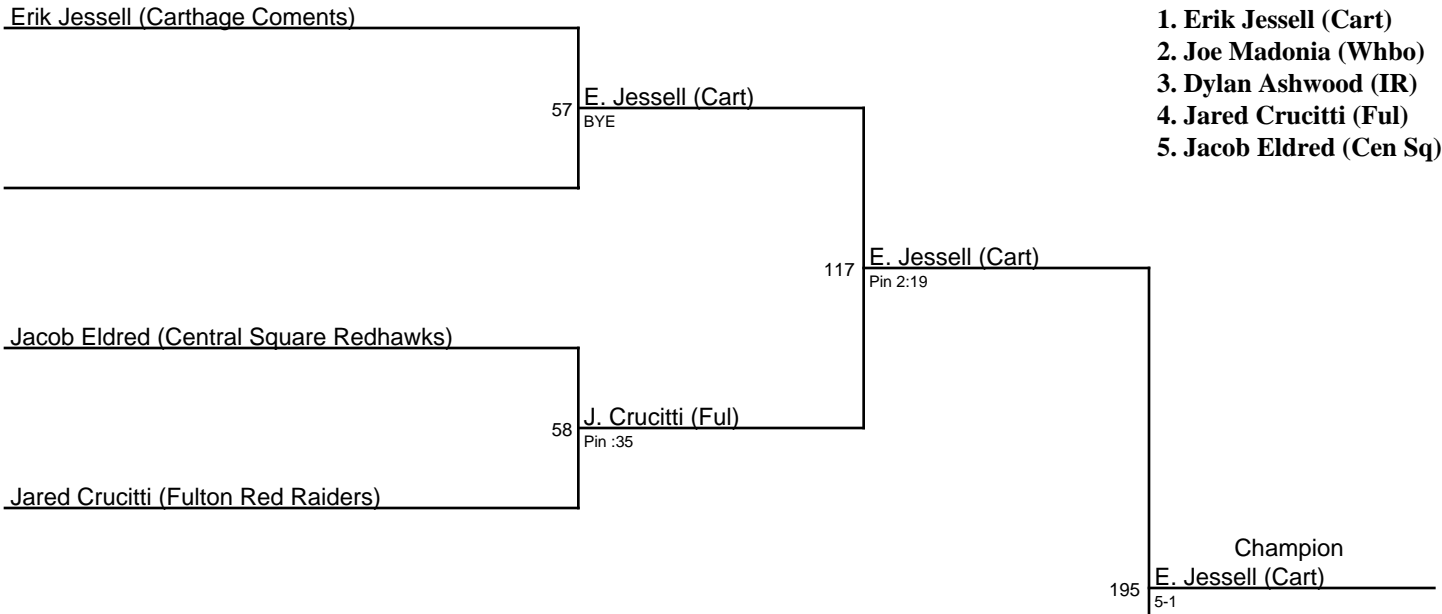 Erik Jessell (Carthage Coments)
1. Erik Jessell (Cart)
2. Joe Madonia (Whbo)
3. Dylan Ashwood (IR)
4. Jared Crucitti (Ful)
5. Jacob Eldred (Cen Sq)
57 E. Jessell (Cart)
BYE
117 E. Jessell (Cart)
Pin 2:19
Jacob Eldred (Central Square Redhawks)
58 J. Crucitti (Ful)
Pin :35
Jared Crucitti (Fulton Red Raiders)
Champion
195 E. Jessell (Cart)
5-1